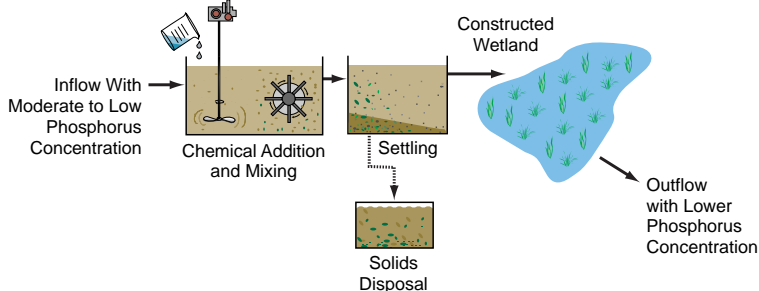 Constructed
Wetland
Inflow With
Moderate to Low
Phosphorus
Concentration
Chemical Addition
and Mixing
Settling
Outflow
with Lower
Phosphorus
Concentration
Solids
Disposal